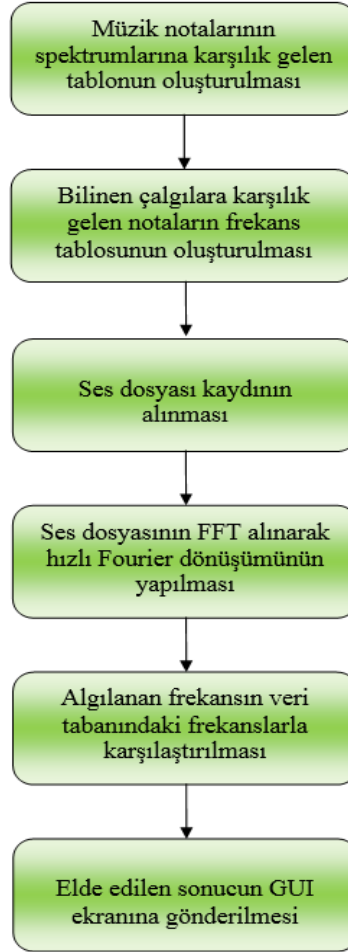 Müzik notalarının
spektrumlarına karşılık gelen
tablonun oluşturulması
Bilinen çalgılara karşılık
gelen notaların frekans
tablosunun oluşturulması
Ses dosyası kaydının
alınması
Ses dosyasının FFT alınarak
hızlı Fourier dönüşümünün
yapılması
Algılanan frekansın veri
tabanındaki frekanslarla
karşılaştırılması
Elde edilen sonucun GUI
ekranına gönderilmesi